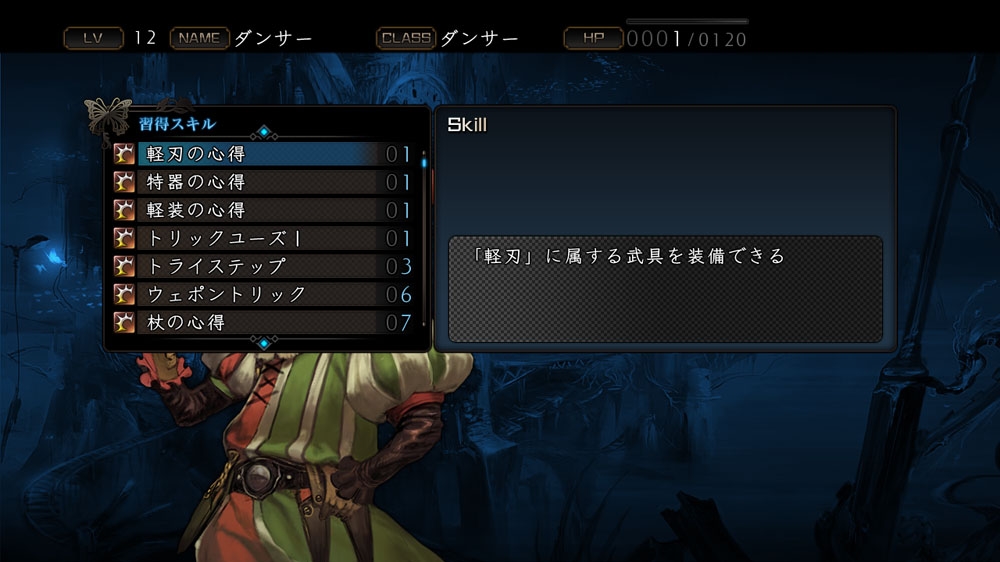 LV 12 NAME ダンサー CLASS ダンサー HP 0001/0120
習得スキル
軽刃の心得 01
特器の心得 01
軽装の心得 01
トリックユーズⅠ 01
トライステップ 03
ウェポントリック 06
杖の心得 07
Skill
「軽刃」に属する武具を装備できる